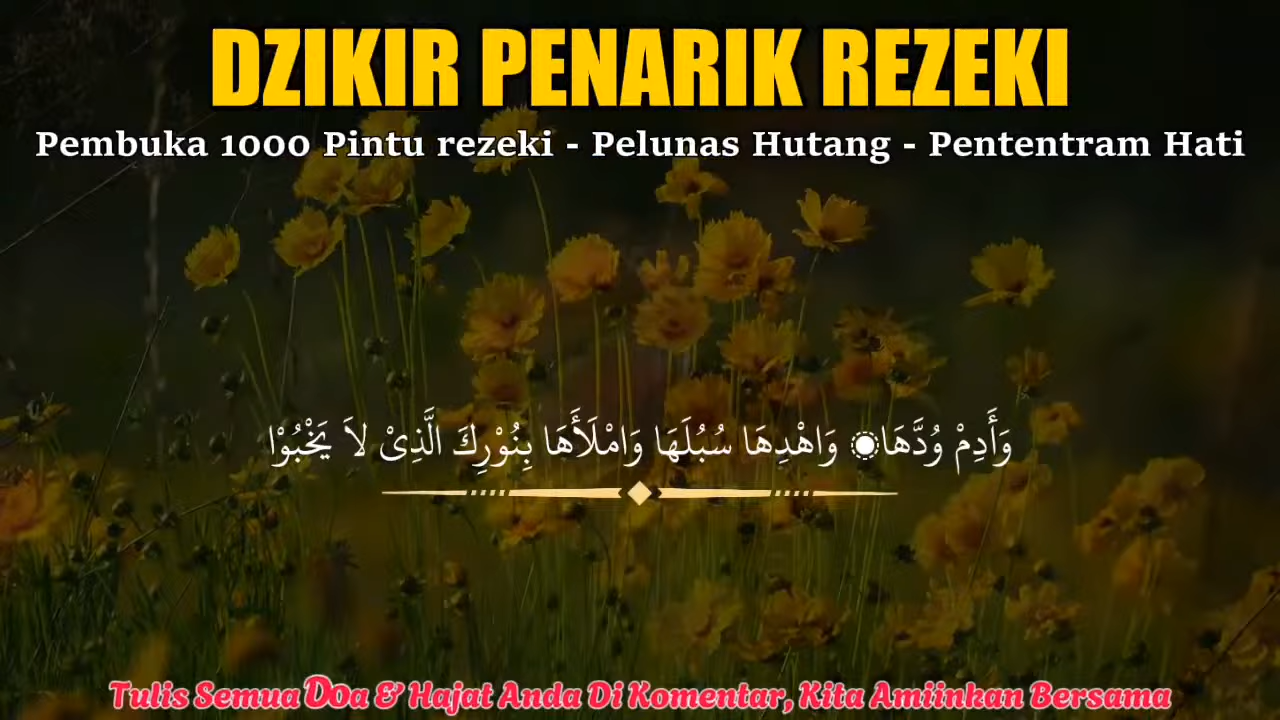 DZIKIR PENARIK REZEKI
Pembuka 1000 Pintu rezeki - Pelunas Hutang - Pententram Hati
وَأَدِمْ وُدَّهَا۝ وَاهْدِهَا سُبُلَهَا وَامْلَأَهَا بِنُوْرِكَ الَّذِيْ لاَ يَخْبُوْا
Tulis Semua Doa & Hajat Anda Di Komentar, Kita Amiinkan Bersama